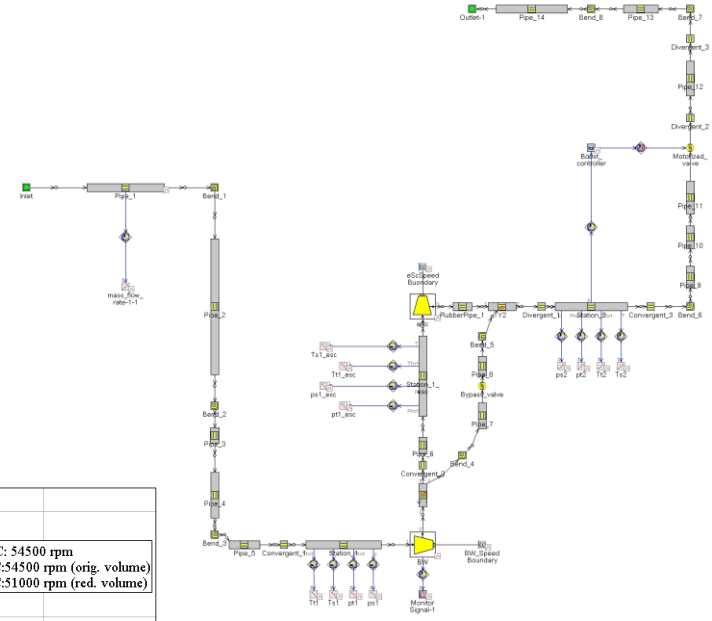 Outlet-1
Pipe_14
Bend_8
Pipe_13
Bend_7
Divergent_3
Pipe_12
Divergent_2
Boost_
controller
Motorized_
valve
Inlet
Pipe_1
Bend_1
Pipe_11
Pipe_10
mass_flow_
rate-1-1
eScSpeed
Boundary
Pipe_9
Pipe_2
RubberPipe_1
Divergent_1
Station_2
Convergent_3
Bend_6
Ts1_esc
Bend_5
Tt1_esc
ps2
pt2
Tt2
Ts2
Pipe_8
ps1_esc
Station_1_
Bypass_valve
pt1_esc
Bend_2
Pipe_7
Pipe_3
Pipe_6
Bend_4
Convergent_2
Pipe_4
Bend_3
Pipe_5
Convergent_1
Station_1
BW
BW_Speed
Boundary
Tt1
Ts1
pt1
ps1
Monitor
Signal-1
C: 54500 rpm
:54500 rpm (orig. volume)
:51000 rpm (red. volume)